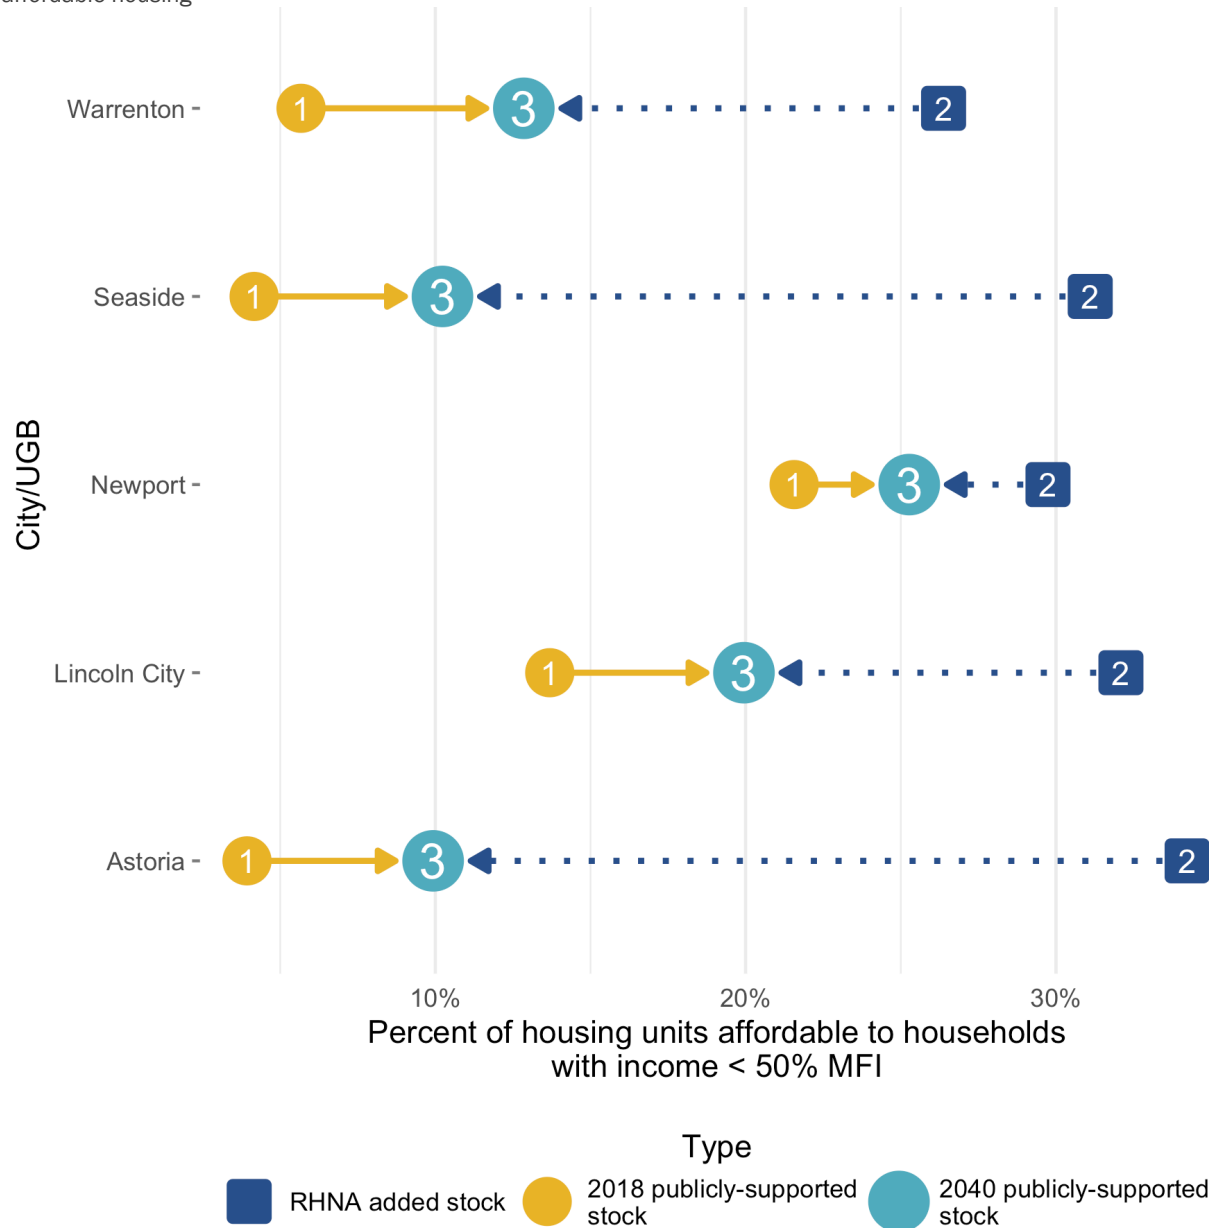 affordable housing
Warrenton
1
3
2
Seaside
1
3
2
City/UGB
Newport
1
3
2
Lincoln City
1
3
2
Astoria
1
3
2
10%
20%
30%
Percent of housing units affordable to households
with income < 50% MFI
Type
RHNA added stock
2018 publicly-supported
stock
2040 publicly-supported
stock